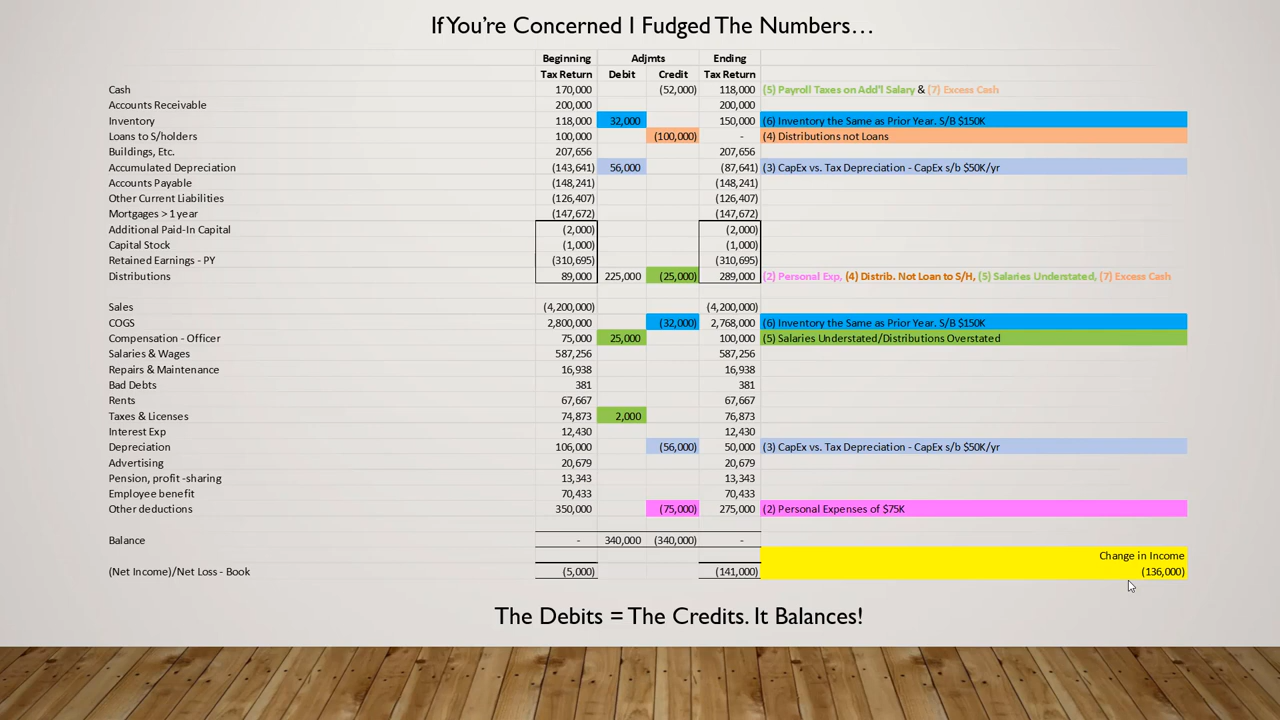 If You're Concerned I Fudged The Numbers…
Beginning Adjmts Ending
Tax Return Debit Credit Tax Return
Cash 170,000 (52,000) 118,000 (5) Payroll Taxes on Add'l Salary & (7) Excess Cash
Accounts Receivable 200,000 200,000
Inventory 118,000 32,000 150,000 (6) Inventory the Same as Prior Year. S/B $150K
Loans to S/holders 100,000 (100,000) - (4) Distributions not Loans
Buildings, Etc. 207,656 207,656
Accumulated Depreciation (143,641) 56,000 (87,641) (3) CapEx vs. Tax Depreciation - CapEx s/b $50K/yr
Accounts Payable (148,241) (148,241)
Other Current Liabilities (126,407) (126,407)
Mortgages > 1 year (147,672) (147,672)
Additional Paid-In Capital (2,000) (2,000)
Capital Stock (1,000) (1,000)
Retained Earnings - PY (310,695) (310,695)
Distributions 89,000 225,000 (25,000) 289,000 (2) Personal Exp, (4) Distrib. Not Loan to S/H, (5) Salaries Understated, (7) Excess Cash
Sales (4,200,000) (4,200,000)
COGS 2,800,000 (32,000) 2,768,000 (6) Inventory the Same as Prior Year. S/B $150K
Compensation - Officer 75,000 25,000 100,000 (5) Salaries Understated/Distributions Overstated
Salaries & Wages 587,256 587,256
Repairs & Maintenance 16,938 16,938
Bad Debts 381 381
Rents 67,667 67,667
Taxes & Licenses 74,873 2,000 76,873
Interest Exp 12,430 12,430
Depreciation 106,000 (56,000) 50,000 (3) CapEx vs. Tax Depreciation - CapEx s/b $50K/yr
Advertising 20,679 20,679
Pension, profit -sharing 13,343 13,343
Employee benefit 70,433 70,433
Other deductions 350,000 (75,000) 275,000 (2) Personal Expenses of $75K
Balance - 340,000 (340,000) -
Change in Income
(Net Income)/Net Loss - Book (5,000) (141,000) (136,000)
The Debits = The Credits. It Balances!